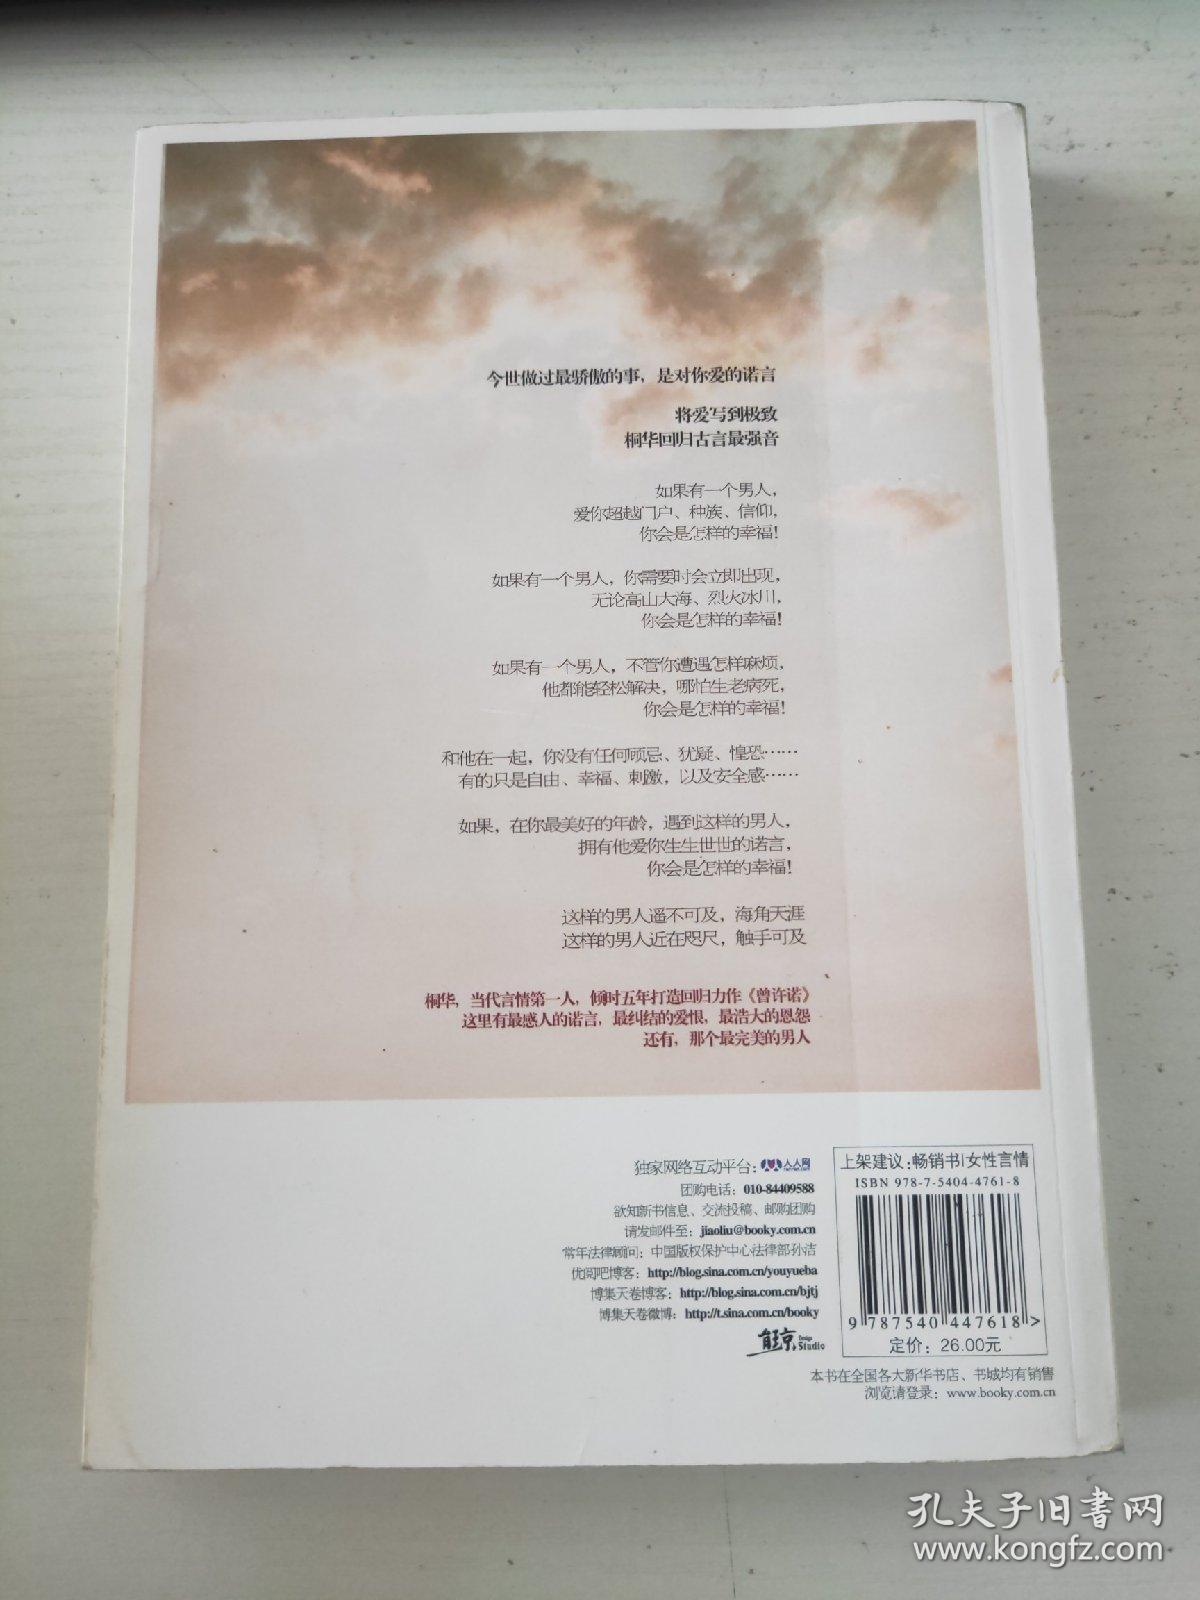 今世做过最骄傲的事，是对你爱的诺言
将爱写到极致
桐华回归古言最强音
如果有一个男人，
爱你超越门户、种族、信仰，
你会是怎样的幸福！
如果有一个男人，你需要时会立即出现，
无论高山大海、烈火冰川，
你会是怎样的幸福！
如果有一个男人，不管你遭遇怎样麻烦，
他都能轻松解决，哪怕生老病死，
你会是怎样的幸福！
和他在一起，你没有任何顾忌、犹疑、惶恐……
有的只是自由、幸福、刺激，以及安全感……
如果，在你最美好的年龄，遇到这样的男人，
拥有他爱你生生世世的诺言，
你会是怎样的幸福！
这样的男人遥不可及，海角天涯
这样的男人近在咫尺，触手可及
桐华，当代言情第一人，倾时五年打造回归力作《曾许诺》
这里有最感人的诺言，最纠结的爱恨，最浩大的恩怨
还有，那个最完美的男人
独家网络互动平台：人人网
团购电话：010-84409588
欲知新书信息、交流投稿、邮购团购
请发邮件至：jiaoliu@booky.com.cn
常年法律顾问：中国版权保护中心法律部孙洁
优阅吧博客：http://blog.sina.com.cn/youyueba
博集天卷博客：http://blog.sina.com.cn/bjtj
博集天卷微博：http://t.sina.com.cn/booky
Design
Studio
上架建议：畅销书|女性言情
ISBN 978-7-5404-4761-8
9 787540 447618 >
定价：26.00元
本书在全国各大新华书店、书城均有销售
浏览请登录：www.booky.com.cn
孔夫子旧书网
www.kongfz.com